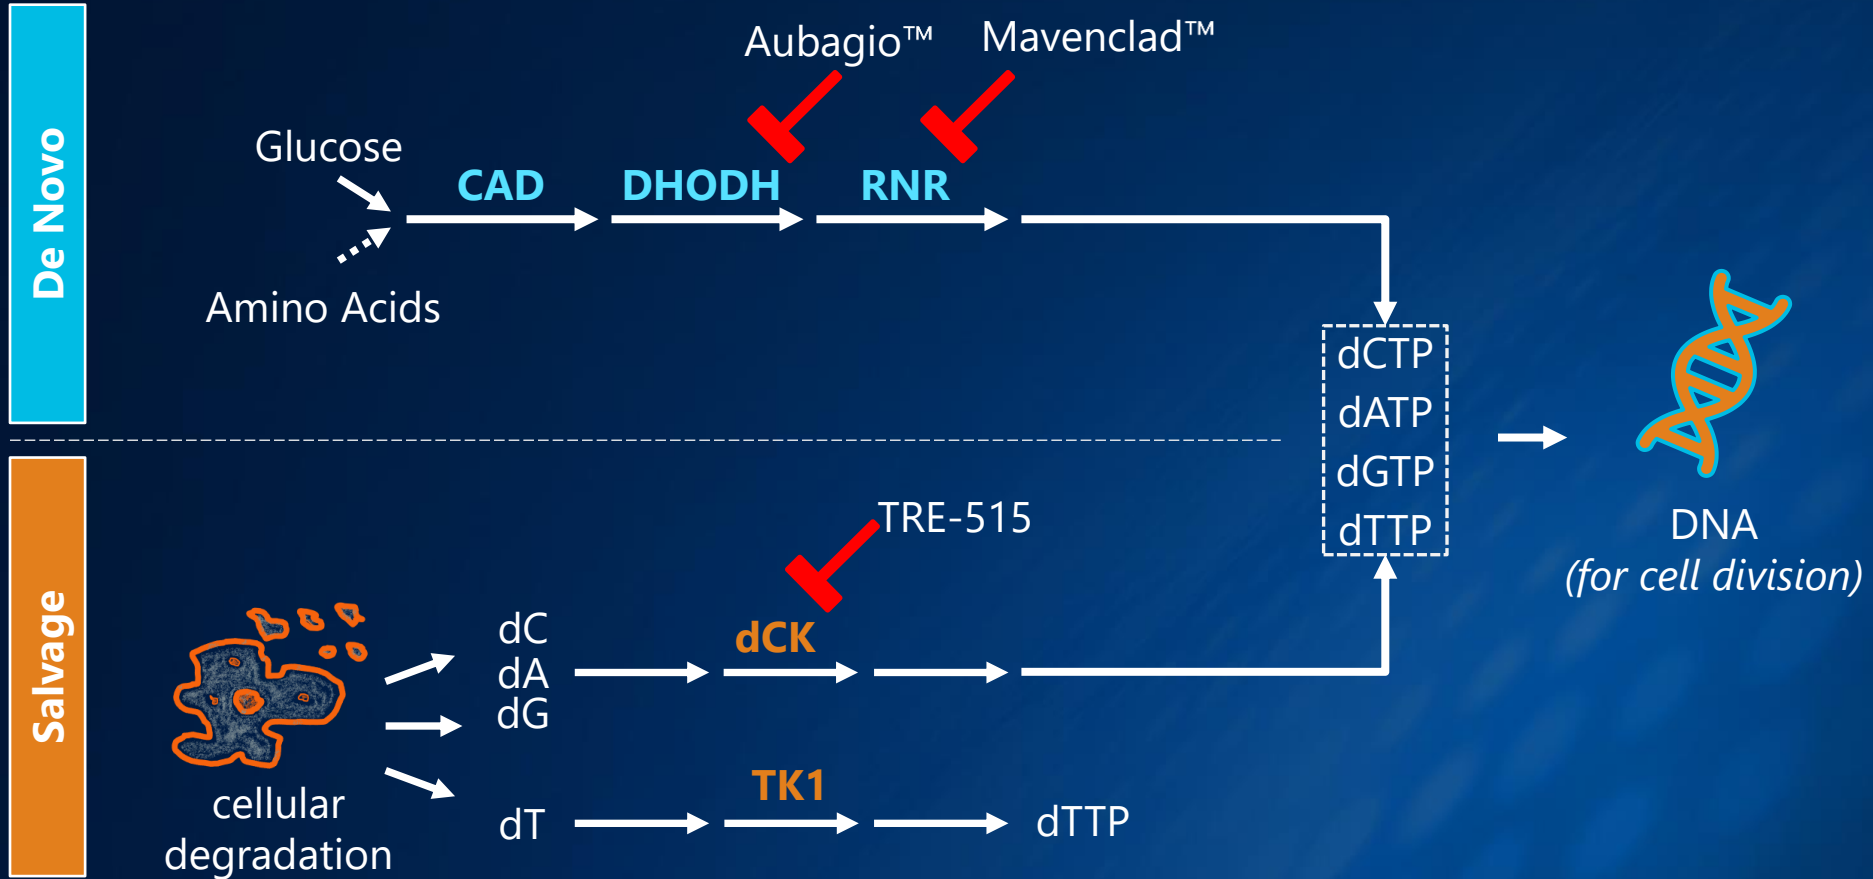 De Novo
Aubagio™
Mavenclad™
Glucose
CAD
DHODH
RNR
Amino Acids
dCTP
dATP
dGTP
dTTP
DNA
(for cell division)
Salvage
TRE-515
dC
dA
dG
dCK
cellular
degradation
dT
TK1
dTTP